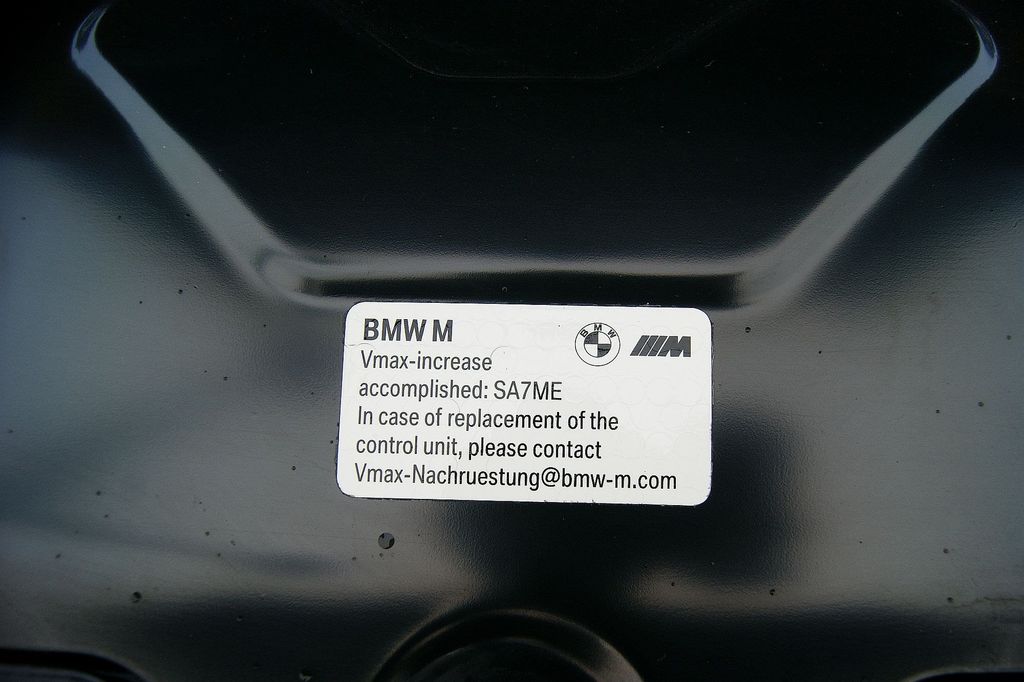 BMW M
BMW
M
Vmax-increase
accomplished: SA7ME
In case of replacement of the
control unit, please contact
Vmax-Nachruestung@bmw-m.com